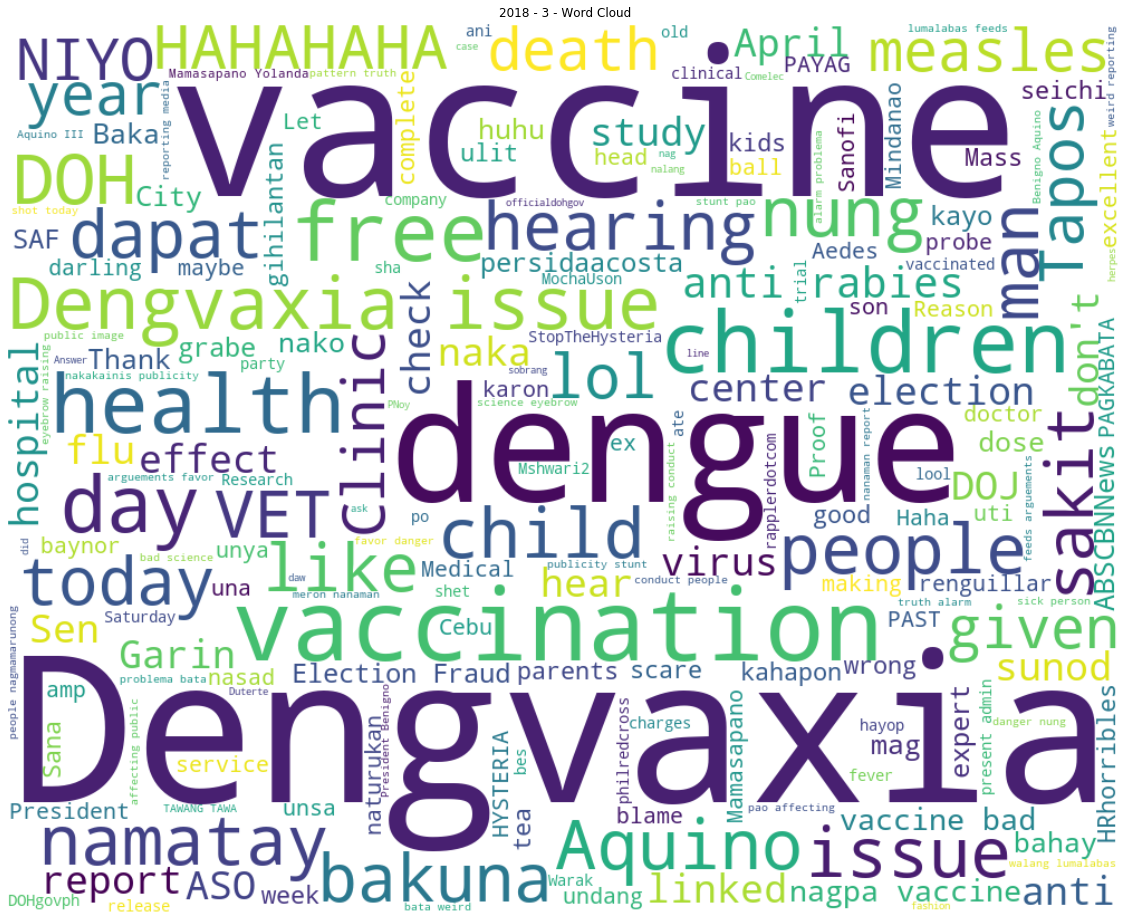 2018 - 3 - Word Cloud
NIYO
HAHAHAHA
ani
death
old
April
lumalabas feeds
measles
case
Mamasapano Yolanda
pattern truth
clinical
Comelec
PAYAG
weird reporting
year
vaccine
seichi
reporting media
complete
Let
huhu
study
kids
Aquino III
Baka
ulit
head
nag
ball
nalang
alarm problema
Sanofi
Mindanao
Mass
Benigno Aquino
Tapos
excellent
herpes
DOH
City
gihilantan
company
officialdohgov
stunt pao
shot today
SAF
dapat
free
hearing
nung
kayo
man
darling
maybe
sha
persidaacosta
MochaUson
Aedes
probe
vaccinated
trial
anti rabies
son
Reason
don't
Dengvaxia issue
public image
StopTheHysteria
children
hospital
eyebrow raising
Answer
Thank
grabe
nako
party
check
naka
sobrang
line
nakakainis publicity
lol
center
election
PAGKABATA
health
Clinic
PNoy
karon
science eyebrow
ate
doctor
flu
effect
dengue
ex
Proof
nanaman report
dose
sakit
ABSCBNNews
arguements favor
Research
Mshwari2
raising conduct
rapplerdotcom
lool
DOJ
day
VET
ask
po
child
good
Haha
uti
feeds arguements
did
baynor
bad science
unya
favor danger
virus
people
today
una
daw
like
Medical
publicity stunt
hear
conduct people
making
renguillar
Saturday
meron nanaman
shet
truth alarm
sick person
people nagmamarunong
Sen
vaccination
Cebu
PAST
given
Garin
problema bata
nasad
Election Fraud
parents
scare
kahapon
wrong
sunod
amp
Duterte
Dengvaxia
Sana
affecting public
service
naturukan
President Benigno
HYSTERIA
bes
philredcross
charges
Mamasapano
hayop
mag
expert
present admin
danger nung
HRhorribles
fever
President
TAWANG TAWA
unsa
tea
blame
pao affecting
vaccine bad
bahay
namatay
Aquino
issue
walang lumalabas
report
ASO
week
bakuna
Warak
undang
linked
nagpa vaccine
anti
DOHgovph
release
bata weird
fashion